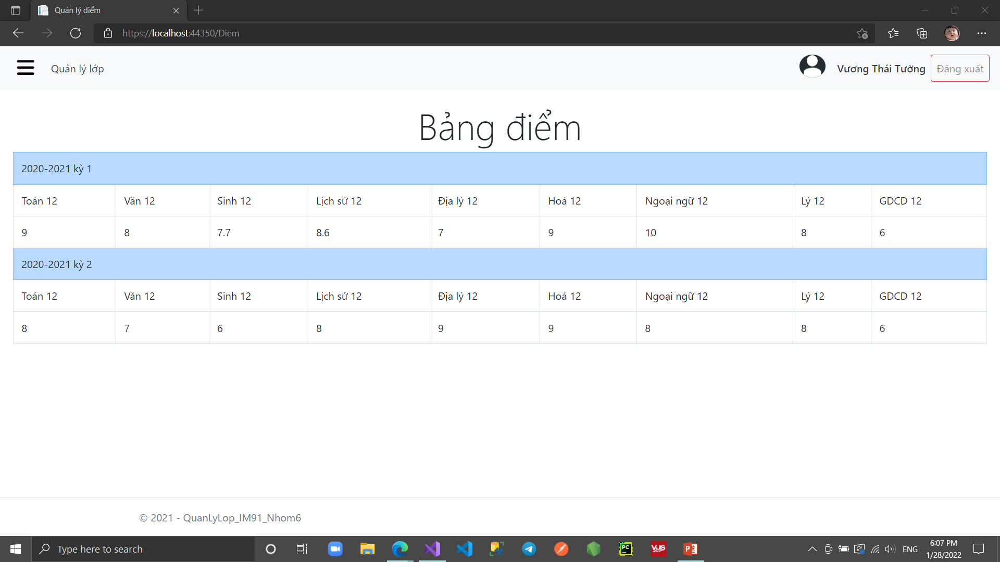 Quản lý điểm
https://localhost:44350/Diem
Quản lý lớp
Vương Thái Tường
Đăng xuất
Bảng điểm
2020-2021 kỳ 1
Toán 12 Văn 12 Sinh 12 Lịch sử 12 Địa lý 12 Hoá 12 Ngoại ngữ 12 Lý 12 GDCD 12
9 8 7.7 8.6 7 9 10 8 6
2020-2021 kỳ 2
Toán 12 Văn 12 Sinh 12 Lịch sử 12 Địa lý 12 Hoá 12 Ngoại ngữ 12 Lý 12 GDCD 12
8 7 6 8 9 9 8 8 6
© 2021 - QuanLyLop_IM91_Nhom6
Type here to search
PC
VUS
P
ENG
6:07 PM
1/28/2022